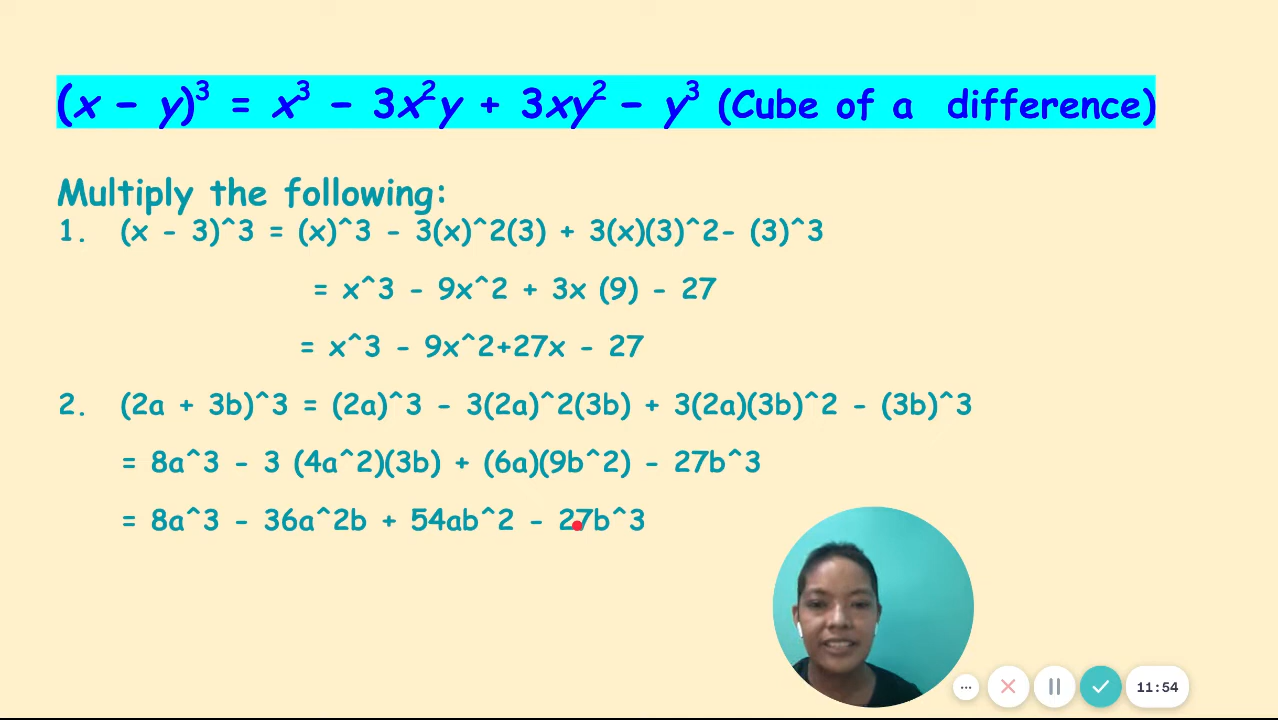 (x – y)³ = x³ – 3x²y + 3xy² – y³ (Cube of a difference)
Multiply the following:
1. (x - 3)^3 = (x)^3 - 3(x)^2(3) + 3(x)(3)^2- (3)^3
= x^3 - 9x^2 + 3x (9) - 27
= x^3 - 9x^2+27x - 27
2. (2a + 3b)^3 = (2a)^3 - 3(2a)^2(3b) + 3(2a)(3b)^2 - (3b)^3
= 8a^3 - 3 (4a^2)(3b) + (6a)(9b^2) - 27b^3
= 8a^3 - 36a^2b + 54ab^2 - 27b^3
11:54